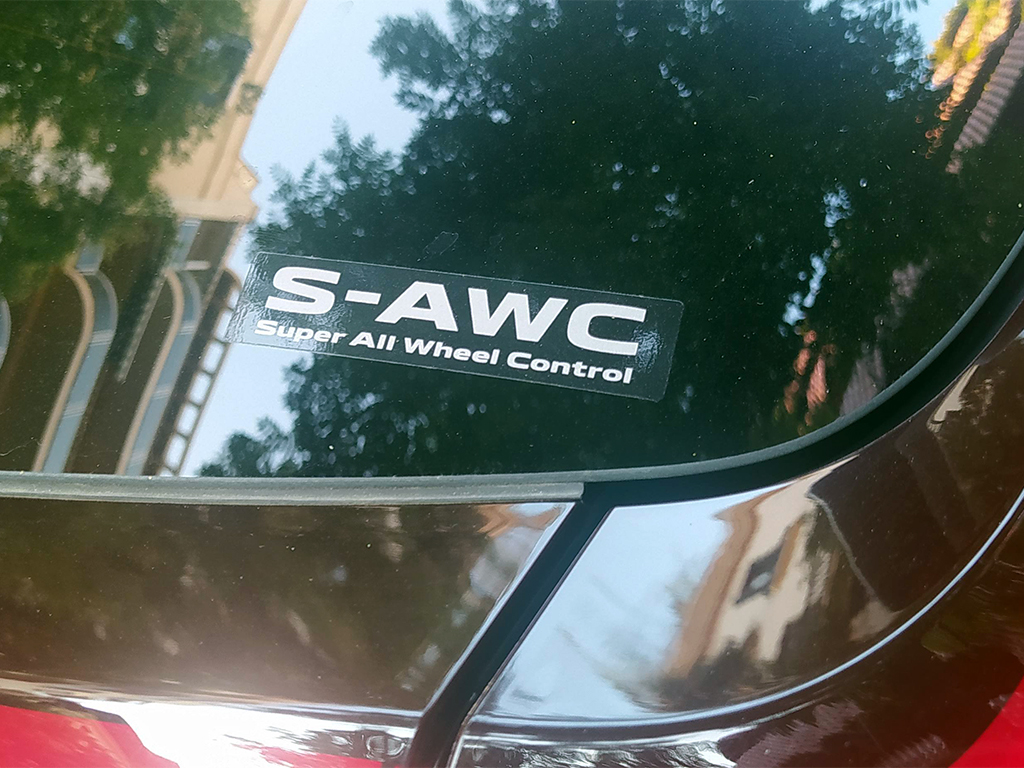 S-AWC
Super All Wheel Control